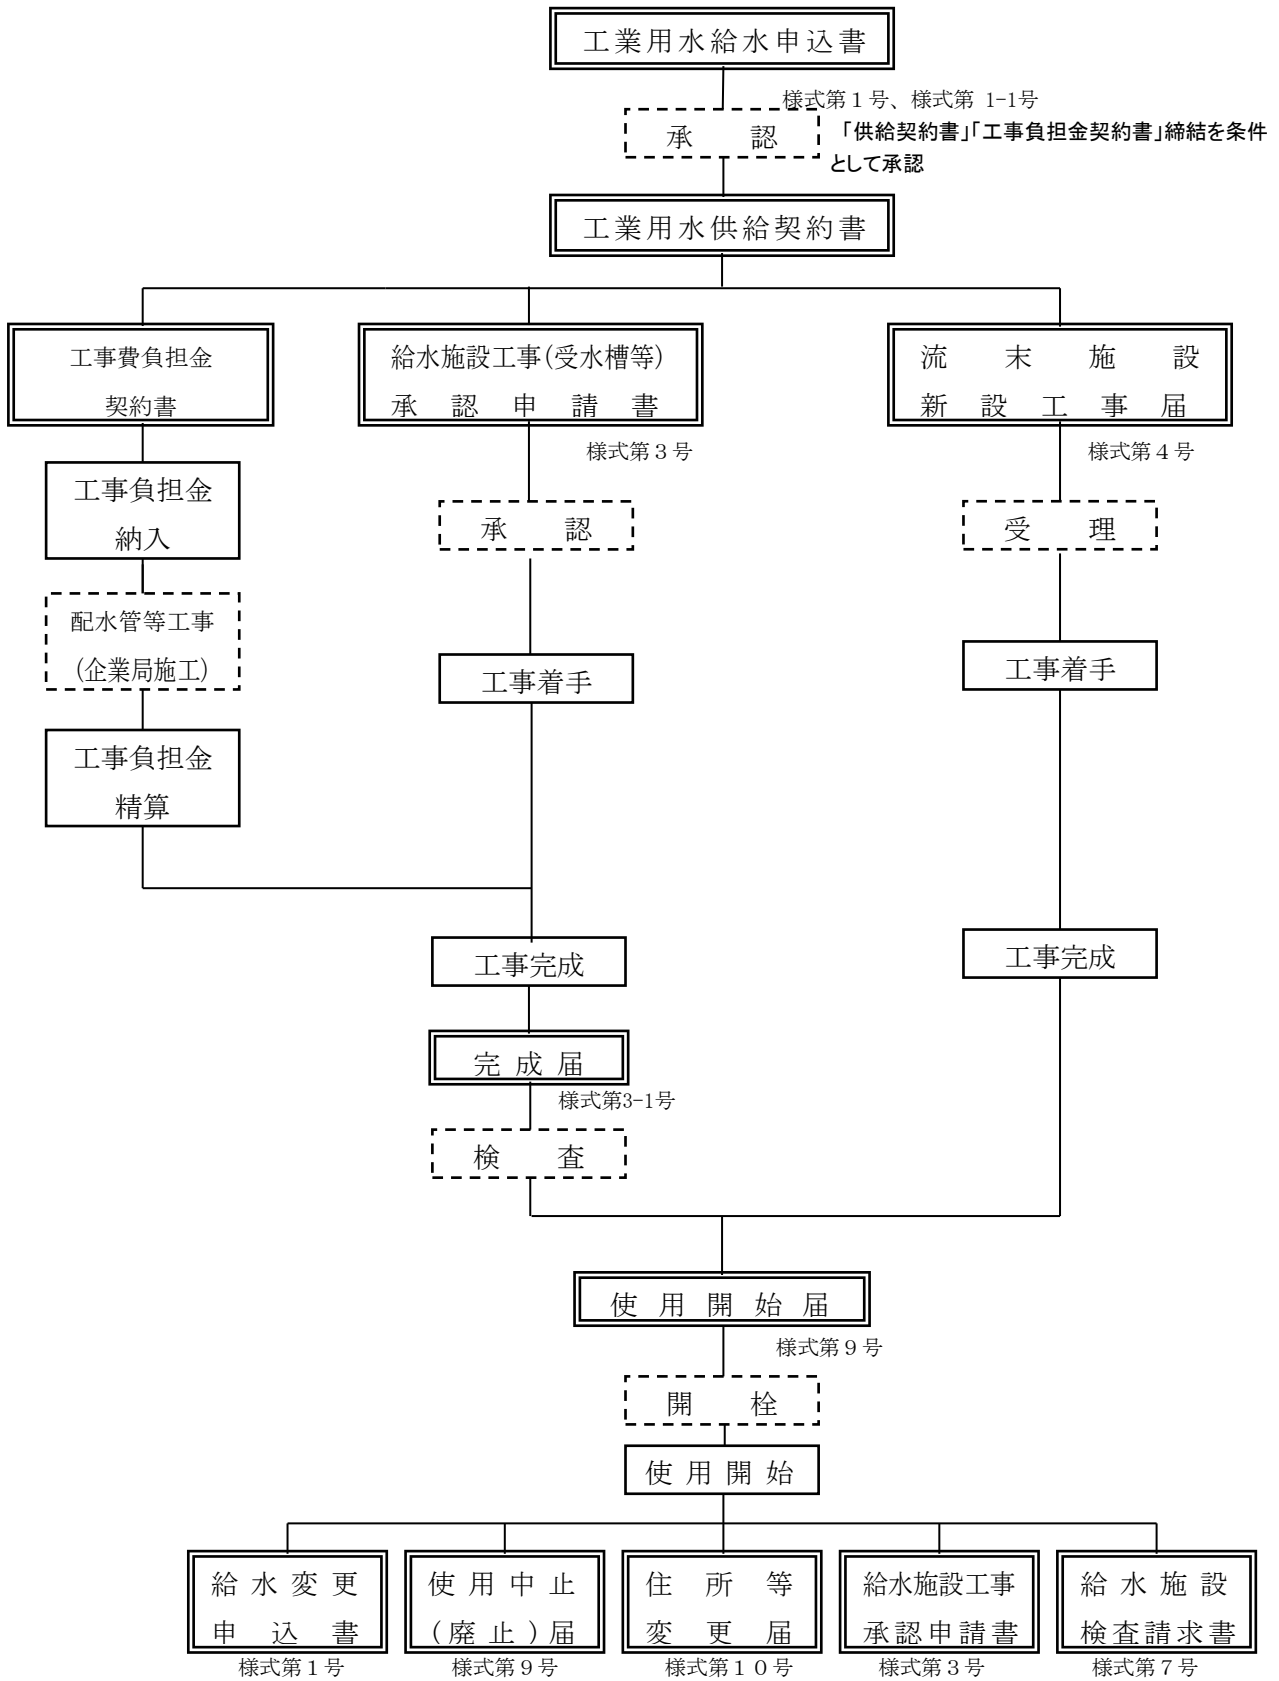 工業用水給水申込書
様式第１号、様式第 1-1号
承　認
「供給契約書」「工事負担金契約書」締結を条件
として承認
工業用水供給契約書
工事費負担金
契約書
給水施設工事(受水槽等)
承認申請書
流末施設
新設工事届
様式第３号
様式第４号
工事負担金
納入
承　認
受　理
配水管等工事
(企業局施工)
工事着手
工事着手
工事負担金
精算
工事完成
工事完成
完成届
様式第3-1号
検　査
使用開始届
様式第９号
開　栓
使用開始
給水変更
申込書
様式第１号
使用中止
(廃止)届
様式第９号
住所等
変更届
様式第１０号
給水施設工事
承認申請書
様式第３号
給水施設
検査請求書
様式第７号